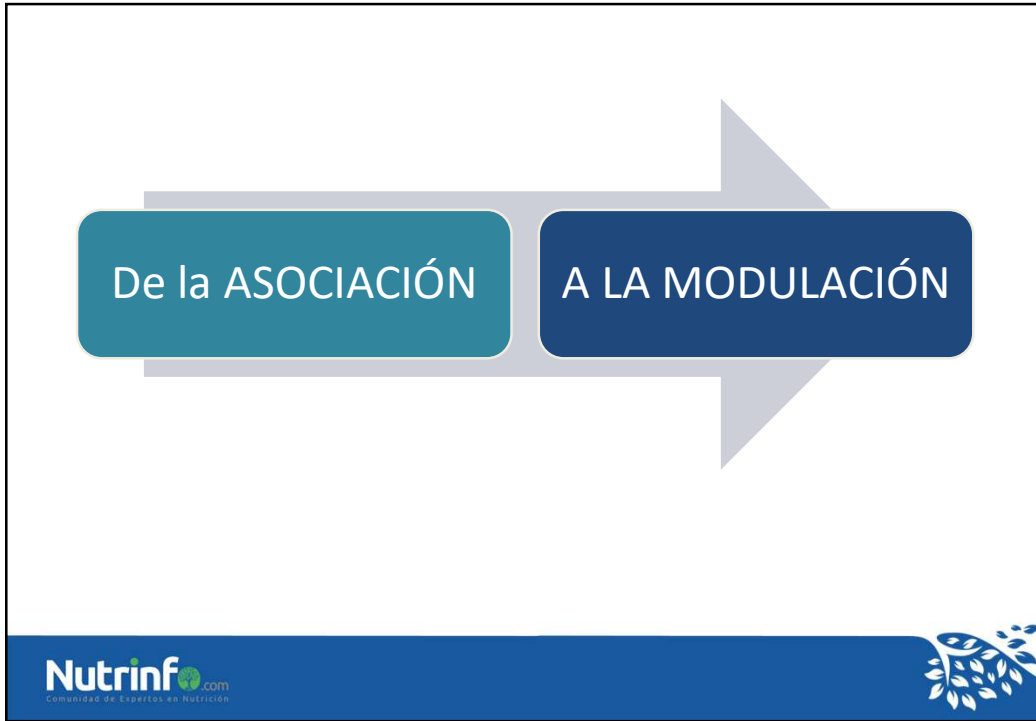 De la ASOCIACIÓN
A LA MODULACIÓN
Nutrinfo.com
Comunidad de Expertos en Nutrición